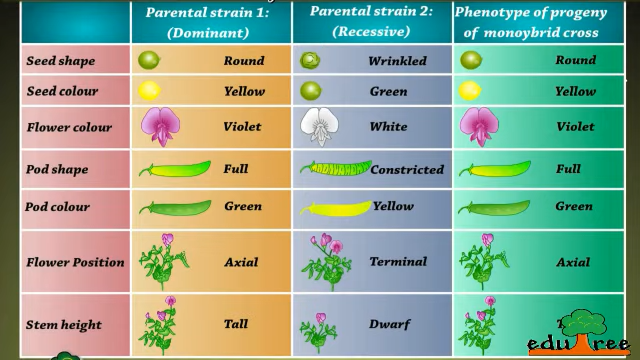 Parental strain 1: Parental strain 2: Phenotype of progeny
(Dominant) (Recessive) of monoybrid cross
Seed shape Round Wrinkled Round
Seed colour Yellow Green Yellow
Flower colour Violet White Violet
Pod shape Full Constricted Full
Pod colour Green Yellow Green
Flower Position Axial Terminal Axial
Stem height Tall Dwarf
edu Tree